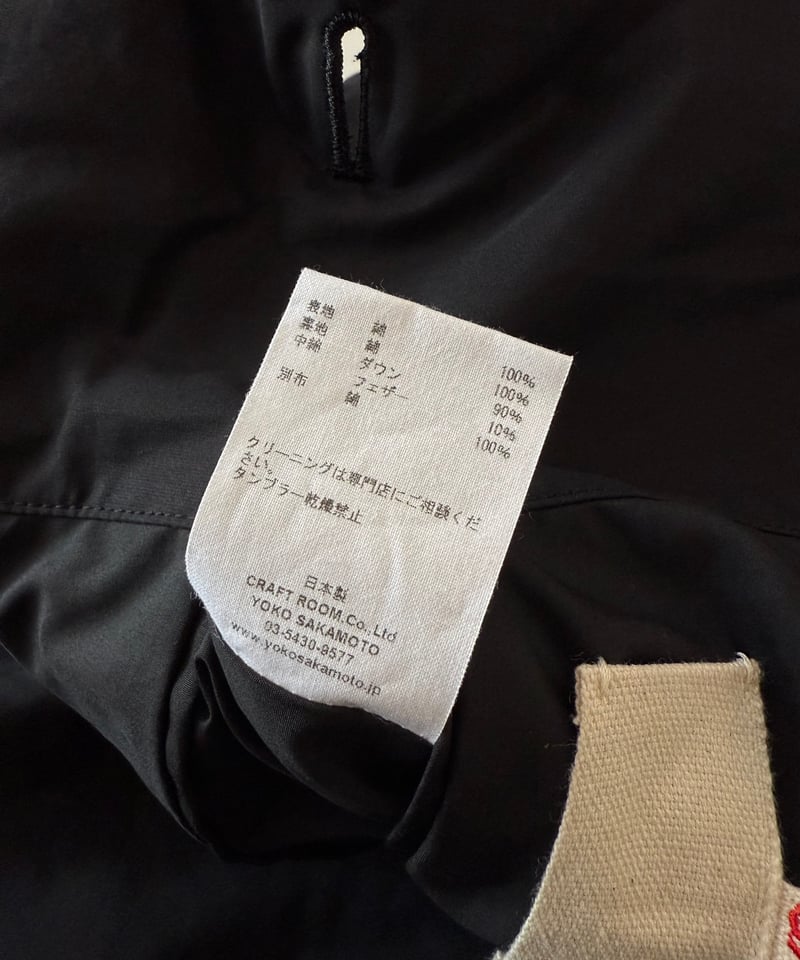 表地 綿 100%
裏地 綿 100%
中綿 ダウン 90%
フェザー 10%
別布 綿 100%
クリーニングは専門店にご相談くだ
さい。
タンブラー乾燥禁止
日本製
CRAFT ROOM.Co.,Ltd
YOKO SAKAMOTO
03-5430-9577
www.yokosakamoto.jp